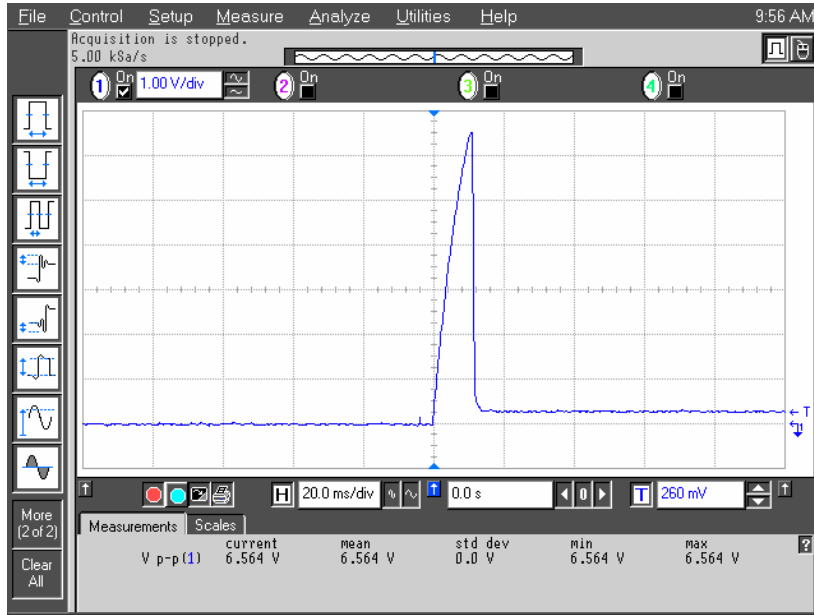 File Control Setup Measure Analyze Utilities Help 9:56 AM
Acquisition is stopped.
5.00 kSa/s
1 On 1.00 V/div 2 On 3 On 4 On
H 20.0 ms/div 0.0 s 0 T 260 mV
T
More
(2 of 2)
Clear
All
Measurements Scales
?
current mean std dev min max
V p-p(1) 6.564 V 6.564 V 0.0 V 6.564 V 6.564 V